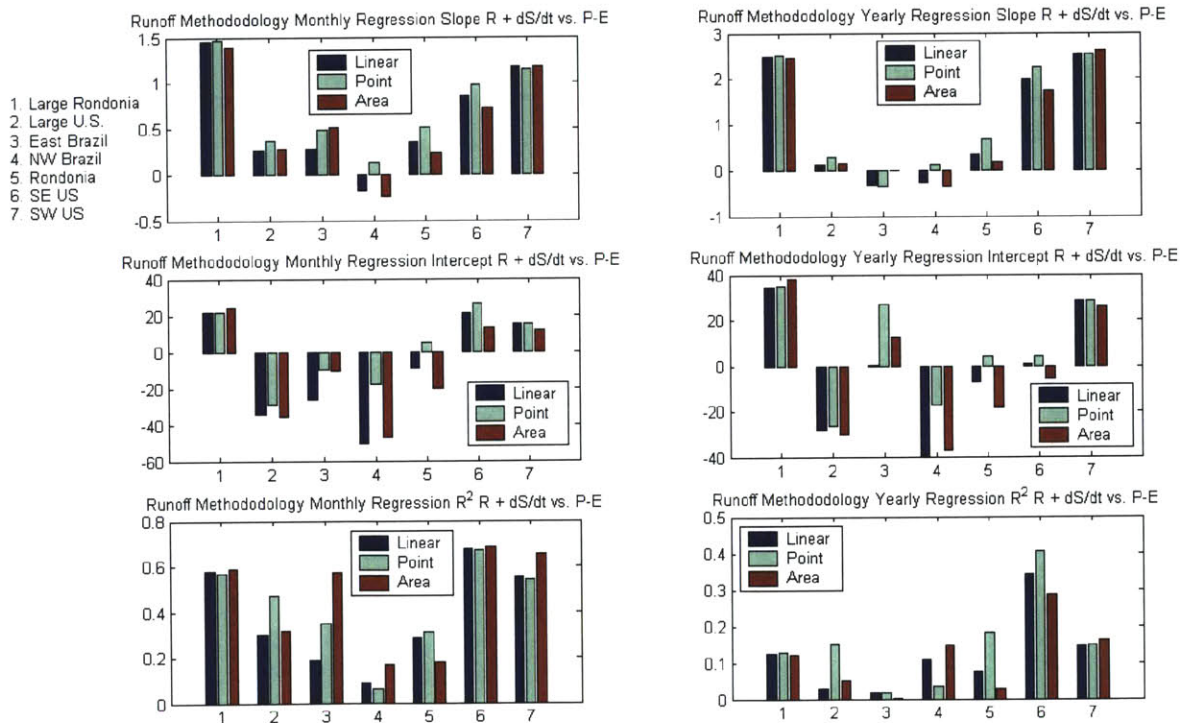 Runoff Methododology Monthly Regression Slope R + dS/dt vs. P-E
1.5
1
0.5
0
-0.5
Linear
Point
Area
1 2 3 4 5 6 7
1. Large Rondonia
2. Large U.S.
3. East Brazil
4. NW Brazil
5. Rondonia
6. SE US
7. SW US
Runoff Methododology Yearly Regression Slope R + dS/dt vs. P-E
3
2
1
0
-1
Linear
Point
Area
1 2 3 4 5 6 7
Runoff Methododology Monthly Regression Intercept R + dS/dt vs. P-E
40
20
0
-20
-40
-60
Linear
Point
Area
1 2 3 4 5 6 7
Runoff Methododology Yearly Regression Intercept R + dS/dt vs. P-E
40
20
0
-20
-40
Linear
Point
Area
1 2 3 4 5 6 7
Runoff Methododology Monthly Regression R² R + dS/dt vs. P-E
0.8
0.6
0.4
0.2
0
Linear
Point
Area
1 2 3 4 5 6 7
Runoff Methododology Yearly Regression R² R + dS/dt vs. P-E
0.5
0.4
0.3
0.2
0.1
0
Linear
Point
Area
1 2 3 4 5 6 7